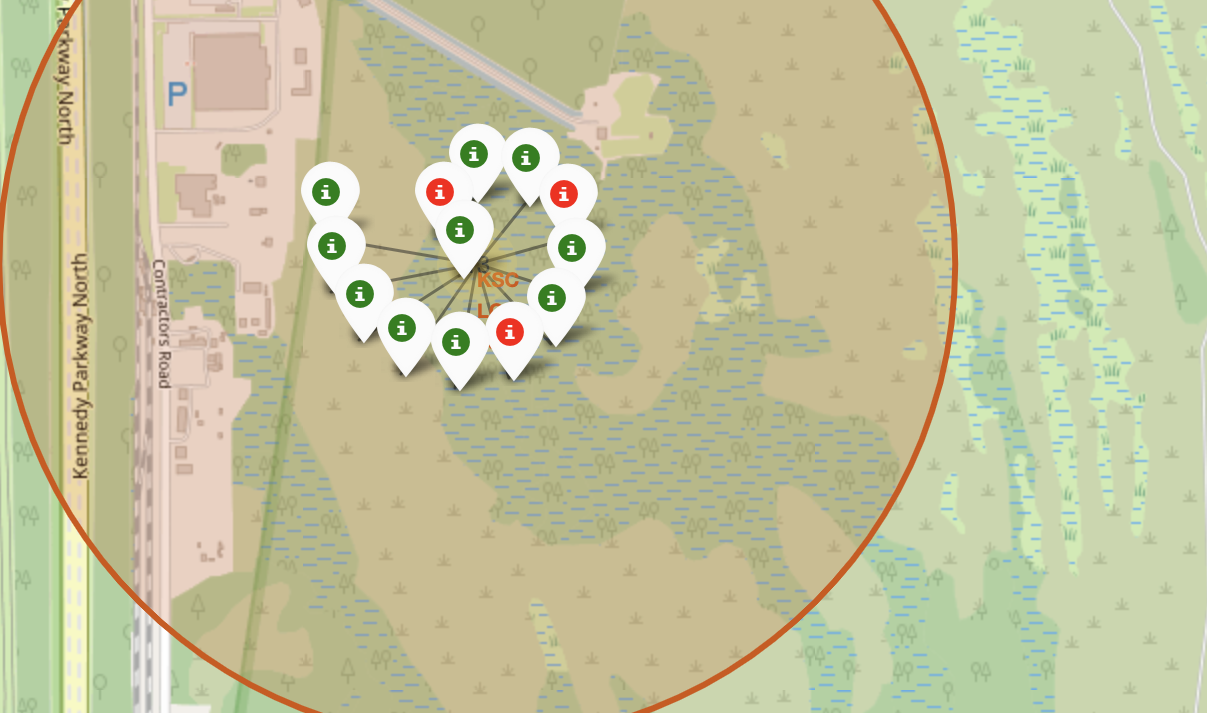 Parkway North
P
KSC
Contractors Road
Kennedy Parkway North